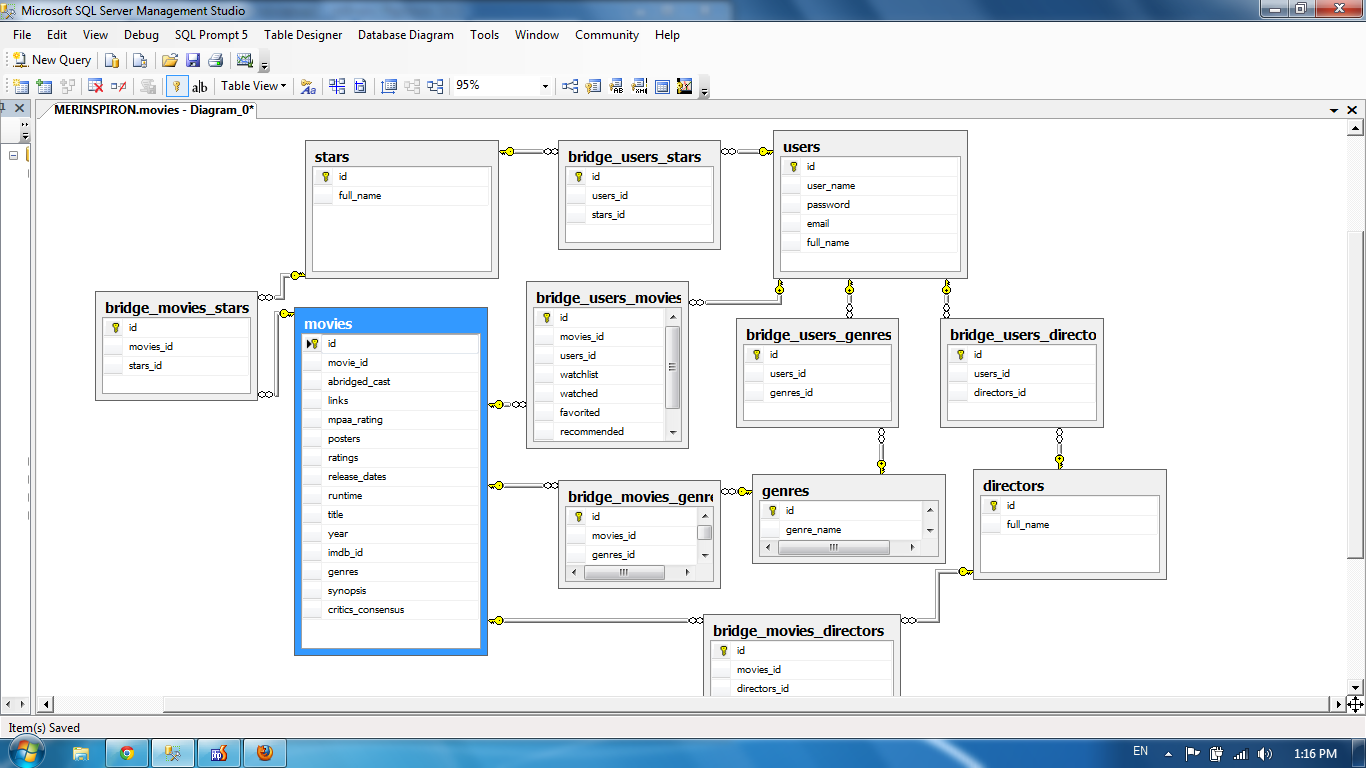 Microsoft SQL Server Management Studio
File Edit View Debug SQL Prompt 5 Table Designer Database Diagram Tools Window Community Help
New Query
ab| Table View 95%
MERINSPIRON.movies - Diagram_0*
stars
id
full_name
bridge_users_stars
id
users_id
stars_id
users
id
user_name
password
email
full_name
bridge_movies_stars
id
movies_id
stars_id
movies
id
movie_id
abridged_cast
links
mpaa_rating
posters
ratings
release_dates
runtime
title
year
imdb_id
genres
synopsis
critics_consensus
bridge_users_movies
id
movies_id
users_id
watchlist
watched
favorited
recommended
bridge_users_genres
id
users_id
genres_id
bridge_users_directo
id
users_id
directors_id
bridge_movies_genre
id
movies_id
genres_id
genres
id
genre_name
directors
id
full_name
bridge_movies_directors
id
movies_id
directors_id
Item(s) Saved
php
EN
1:16 PM